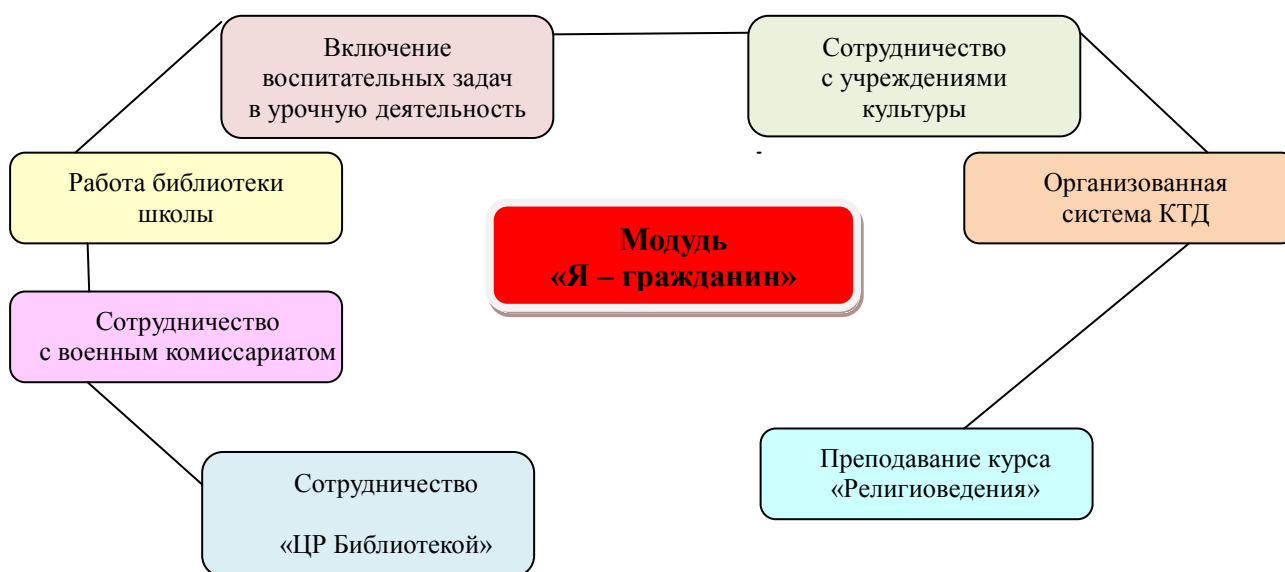 Включение
воспитательных задач
в урочную деятельность
Сотрудничество
с учреждениями
культуры
Работа библиотеки
школы
Организованная
система КТД
Модудь
«Я – гражданин»
Сотрудничество
с военным комиссариатом
Преподавание курса
«Религиоведения»
Сотрудничество
«ЦР Библиотекой»